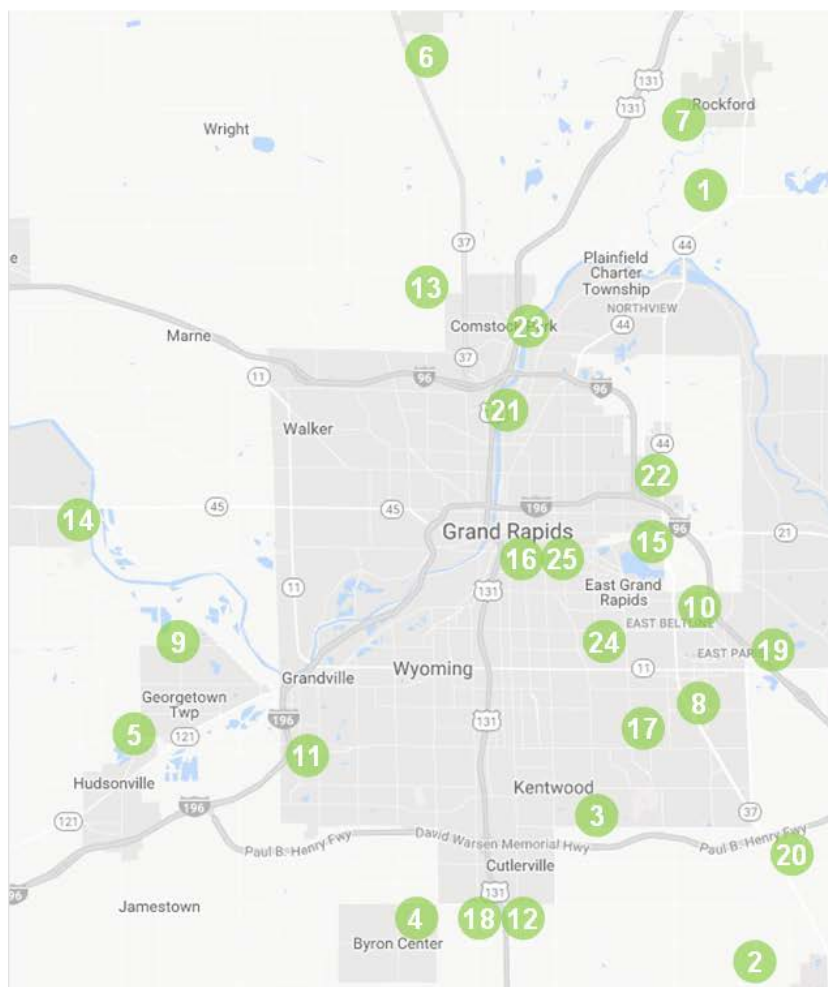 6
131
131
Rockford
7
Wright
1
37
44
Plainfield
Charter
Township
e
13
NORTHVIEW
23
44
Marne
37
11
96
96
21
Walker
44
22
14
45
45
196
Grand Rapids
15
96
21
16
25
East Grand
Rapids
11
131
10
9
EAST BELTLINE
24
EAST PARIS
19
Grandville
Wyoming
11
Georgetown
Twp
8
5
121
196
131
17
11
Hudsonville
Kentwood
196
3
37
121
Paul B. Henry Fwy
David Warsen Memorial Hwy
Paul B. Henry Fwy
20
Cutlerville
96
131
Jamestown
4
18
12
Byron Center
2